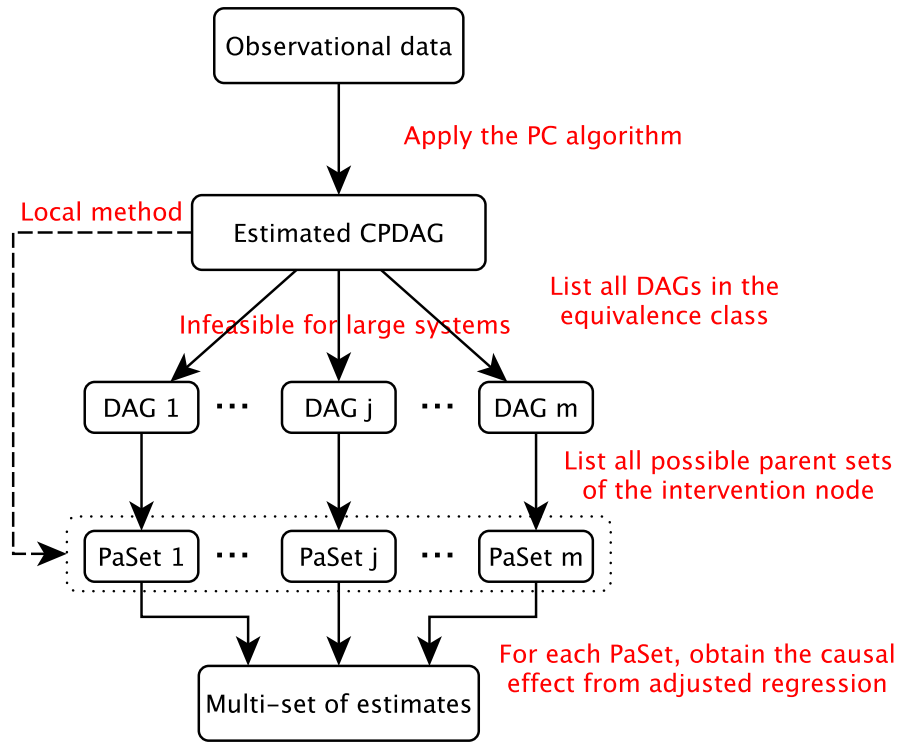 Observational data
Apply the PC algorithm
Local method
Estimated CPDAG
List all DAGs in the
equivalence class
Infeasible for large systems
DAG 1 ... DAG j ... DAG m
List all possible parent sets
of the intervention node
PaSet 1 ... PaSet j ... PaSet m
For each PaSet, obtain the causal
effect from adjusted regression
Multi-set of estimates